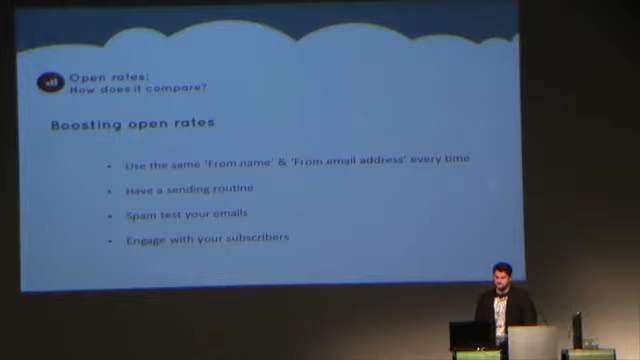 Open rates:
How does it compare?
Boosting open rates
• Use the same 'From name' & 'From email address' every time
• Have a sending routine
• Spam test your emails
• Engage with your subscribers